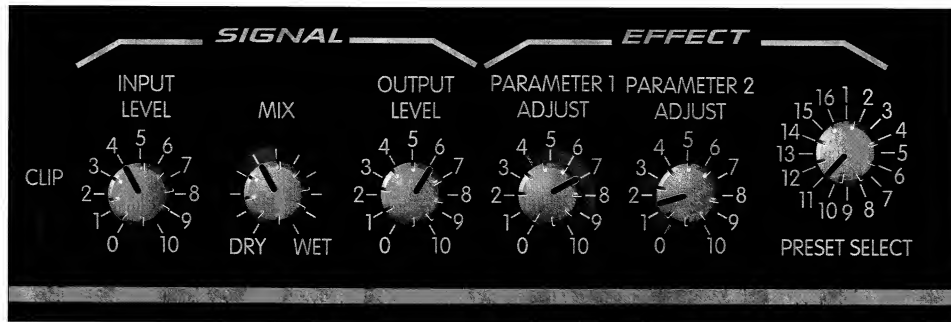 SIGNAL
EFFECT
INPUT
LEVEL
MIX
OUTPUT
LEVEL
PARAMETER 1
ADJUST
PARAMETER 2
ADJUST
CLIP
0 1 2 3 4 5 6 7 8 9 10
DRY WET
0 1 2 3 4 5 6 7 8 9 10
0 1 2 3 4 5 6 7 8 9 10
0 1 2 3 4 5 6 7 8 9 10
1 2 3 4 5 6 7 8 9 10 11 12 13 14 15 16
PRESET SELECT